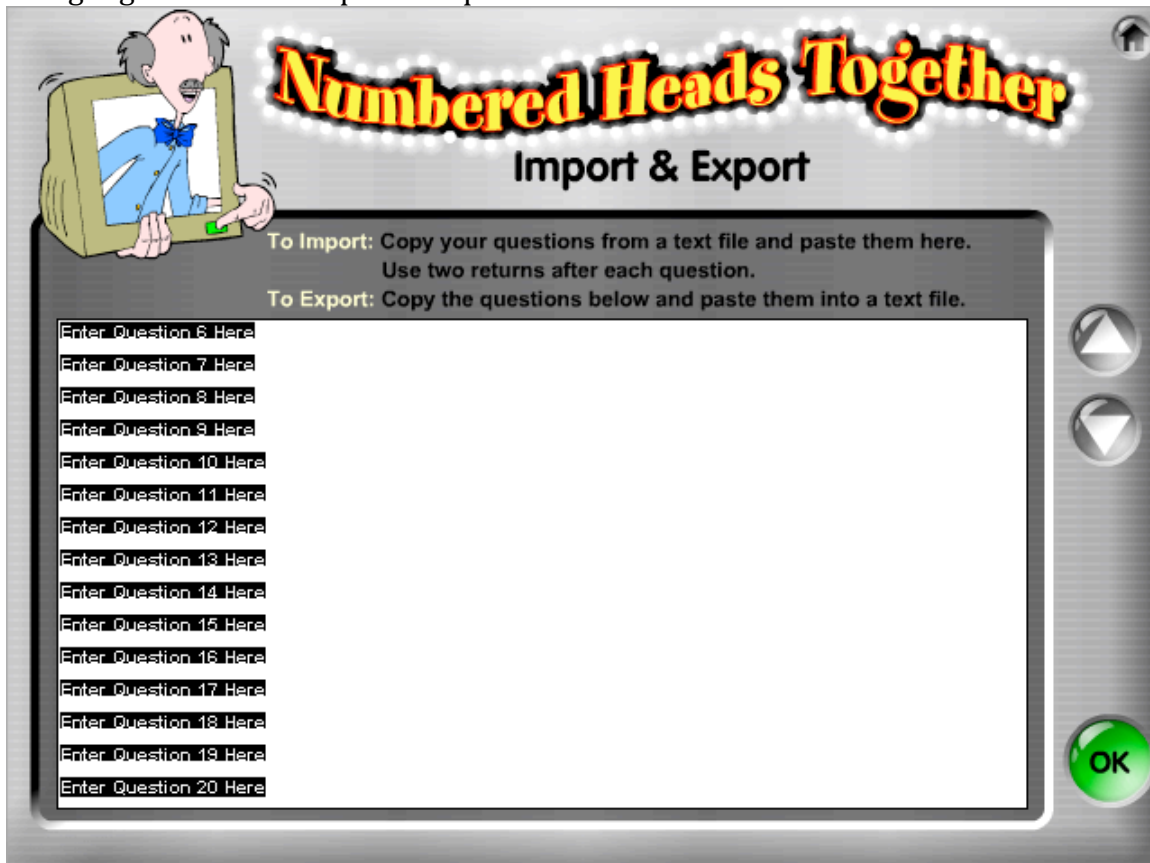 Numbered Heads Together
Import & Export
To Import: Copy your questions from a text file and paste them here.
Use two returns after each question.
To Export: Copy the questions below and paste them into a text file.
Enter Question 6 Here
Enter Question 7 Here
Enter Question 8 Here
Enter Question 9 Here
Enter Question 10 Here
Enter Question 11 Here
Enter Question 12 Here
Enter Question 13 Here
Enter Question 14 Here
Enter Question 15 Here
Enter Question 16 Here
Enter Question 17 Here
Enter Question 18 Here
Enter Question 19 Here
Enter Question 20 Here
OK